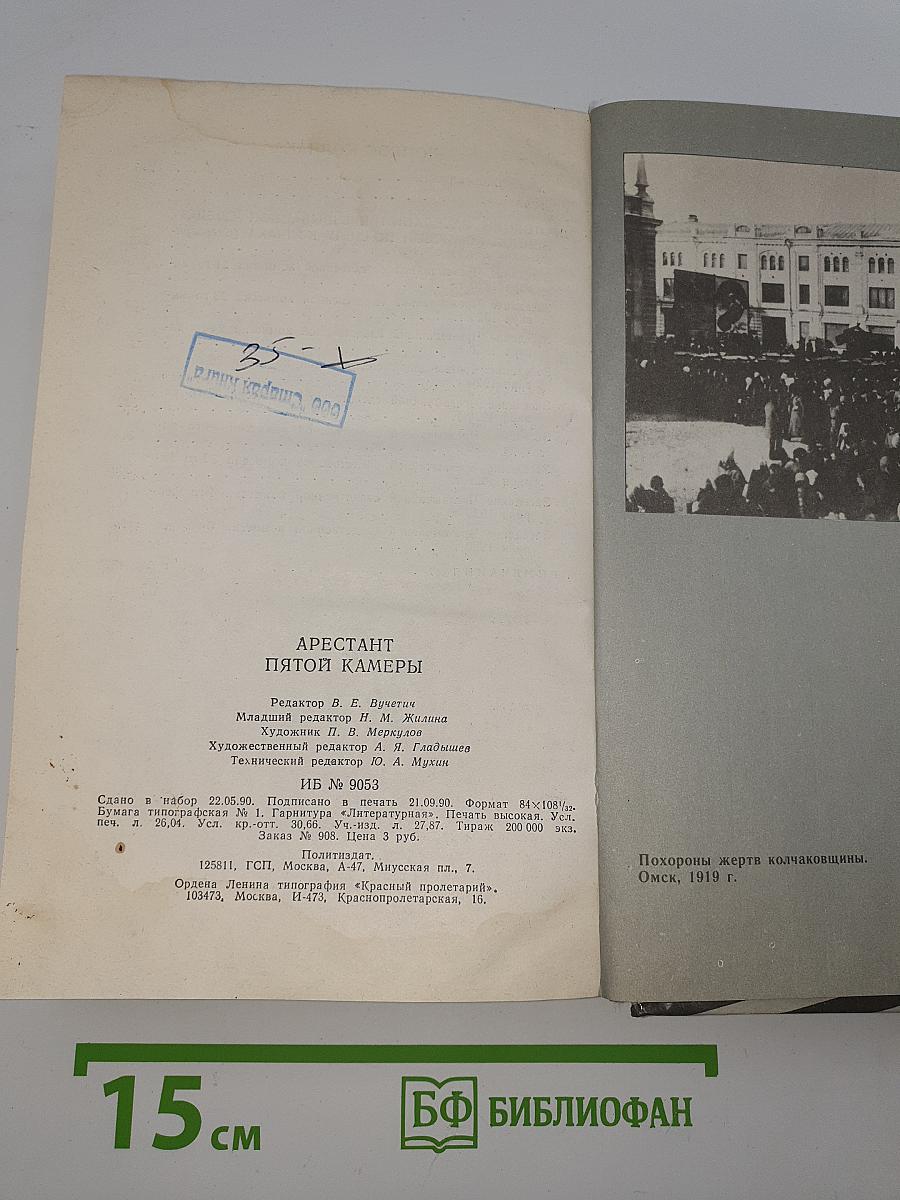 35-
ООО "Старая книга"
АРЕСТАНТ
ПЯТОЙ КАМЕРЫ
Редактор В. Е. Вучетич
Младший редактор Н. М. Жилина
Художник П. В. Меркулов
Художественный редактор А. Я. Гладышев
Технический редактор Ю. А. Мухин
ИБ № 9053
Сдано в набор 22.05.90. Подписано в печать 21.09.90. Формат 84×108¹/₃₂.
Бумага типографская № 1. Гарнитура «Литературная». Печать высокая. Усл.
печ. л. 26,04. Усл. кр.-отт. 30,66. Уч.-изд. л. 27,87. Тираж 200 000 экз.
Заказ № 908. Цена 3 руб.
Политиздат.
125811, ГСП, Москва, А-47, Миусская пл., 7.
Ордена Ленина типография «Красный пролетарий».
103473, Москва, И-473, Краснопролетарская, 16.
Похороны жертв колчаковщины.
Омск, 1919 г.
15 см
БФ БИБЛИОФАН